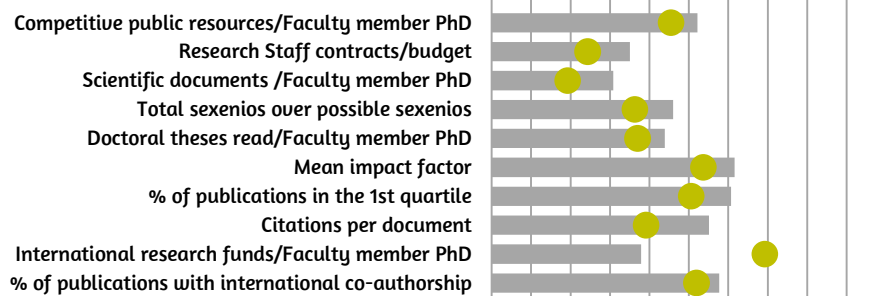 Competitive public resources/Faculty member PhD
Research Staff contracts/budget
Scientific documents /Faculty member PhD
Total sexenios over possible sexenios
Doctoral theses read/Faculty member PhD
Mean impact factor
% of publications in the 1st quartile
Citations per document
International research funds/Faculty member PhD
% of publications with international co-authorship